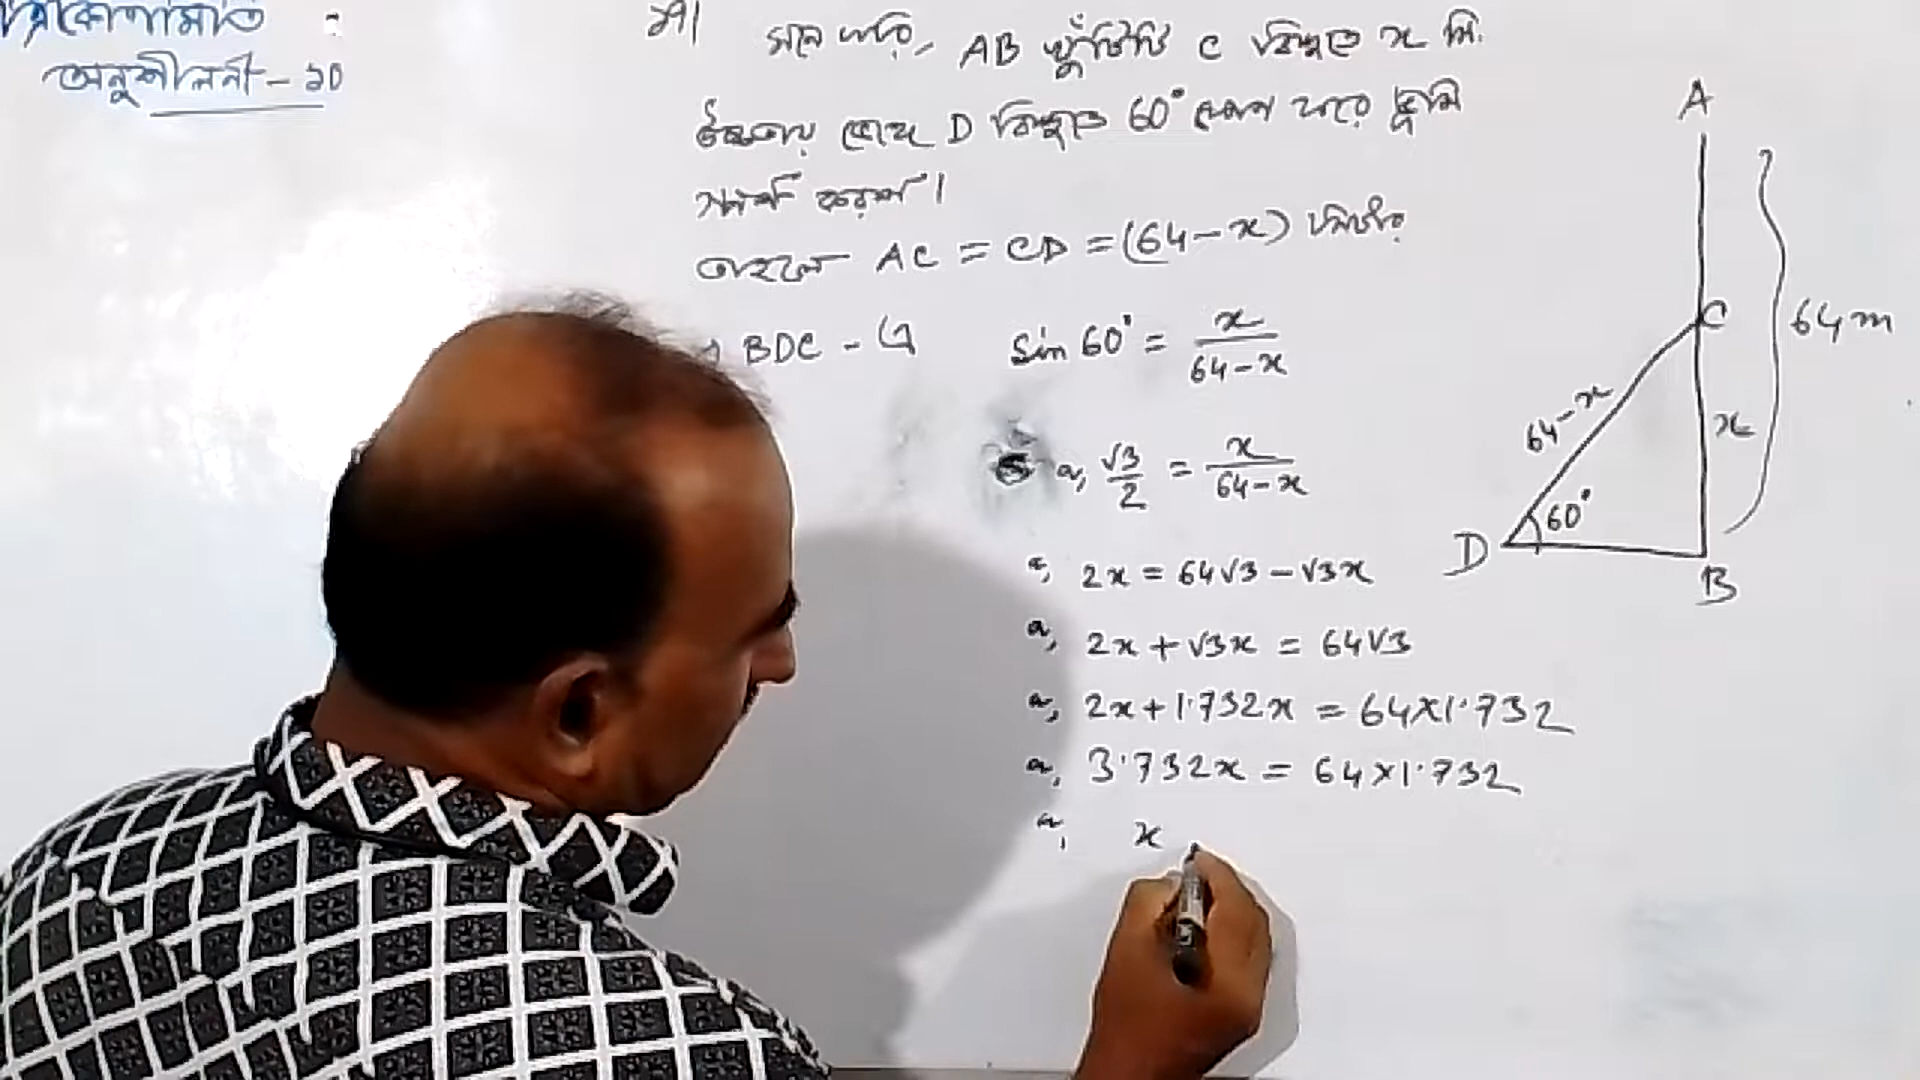 ত্রিকোণমিতি :
অনুশীলনী - ১০
মনে করি, AB খুঁটিটি C বিন্দুতে x মি.
উচ্চতায় ভেঙ্গে D বিন্দুতে 60° কোণ করে ভূমি
স্পর্শ করে।
তাহলে AC = CD = (64-x) মিটার
BDC - এ sin 60° = x/(64-x)
বা, √3/2 = x/(64-x)
বা, 2x = 64√3 - √3x
বা, 2x + √3x = 64√3
বা, 2x + 1.732x = 64×1.732
বা, 3.732x = 64×1.732
বা, x
A
C
64m
64-x
x
60°
D
B